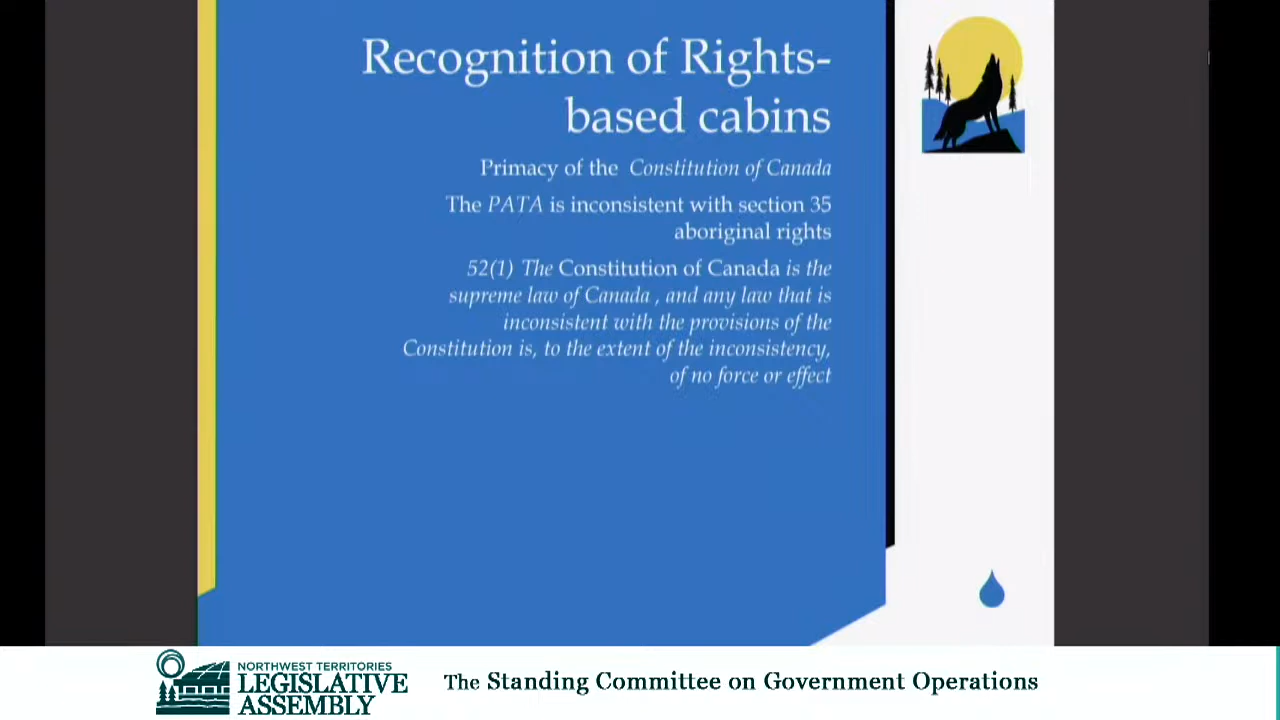 Recognition of Rights-
based cabins
Primacy of the Constitution of Canada
The PATA is inconsistent with section 35
aboriginal rights
52(1) The Constitution of Canada is the
supreme law of Canada , and any law that is
inconsistent with the provisions of the
Constitution is, to the extent of the inconsistency,
of no force or effect
NORTHWEST TERRITORIES
LEGISLATIVE
ASSEMBLY
The Standing Committee on Government Operations